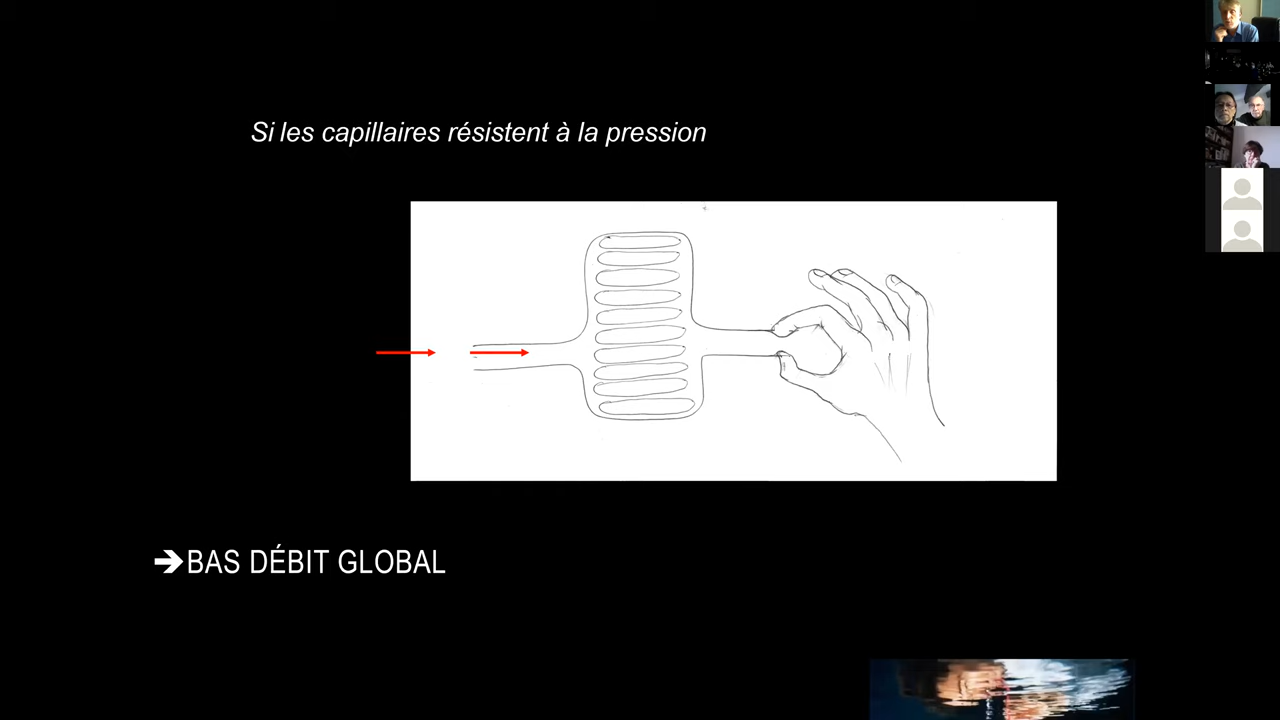 Si les capillaires résistent à la pression
➔BAS DÉBIT GLOBAL